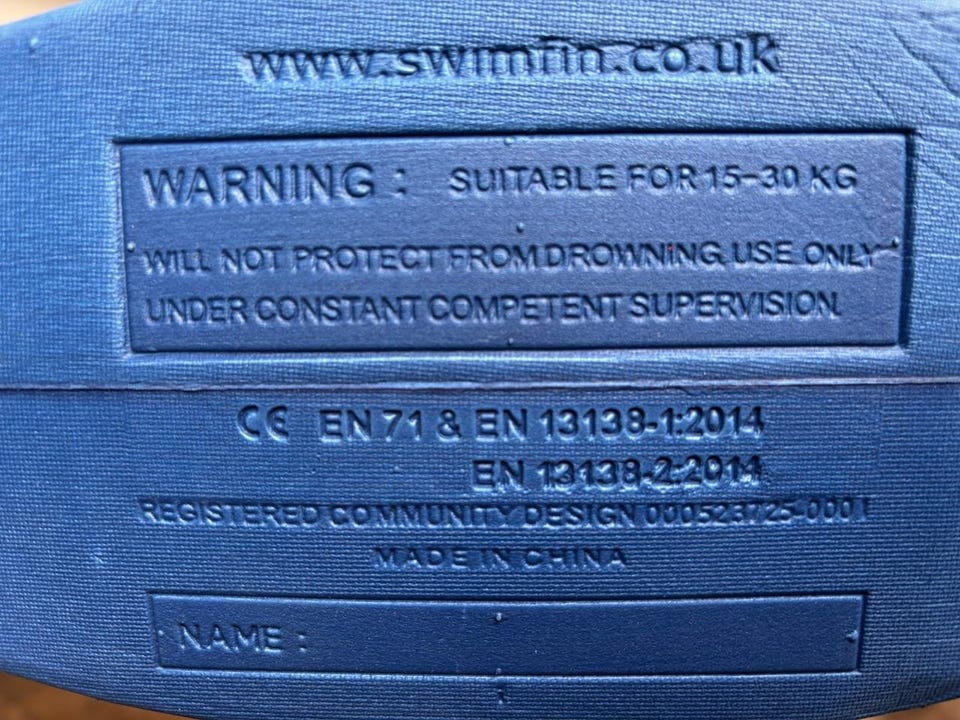 www.swimfin.co.uk
WARNING : SUITABLE FOR 15-30 KG
WILL NOT PROTECT FROM DROWNING. USE ONLY
UNDER CONSTANT COMPETENT SUPERVISION.
CE EN 71 & EN 13138-1:2014
EN 13138-2:2014
REGISTERED COMMUNITY DESIGN 000523725-0001
MADE IN CHINA
NAME :